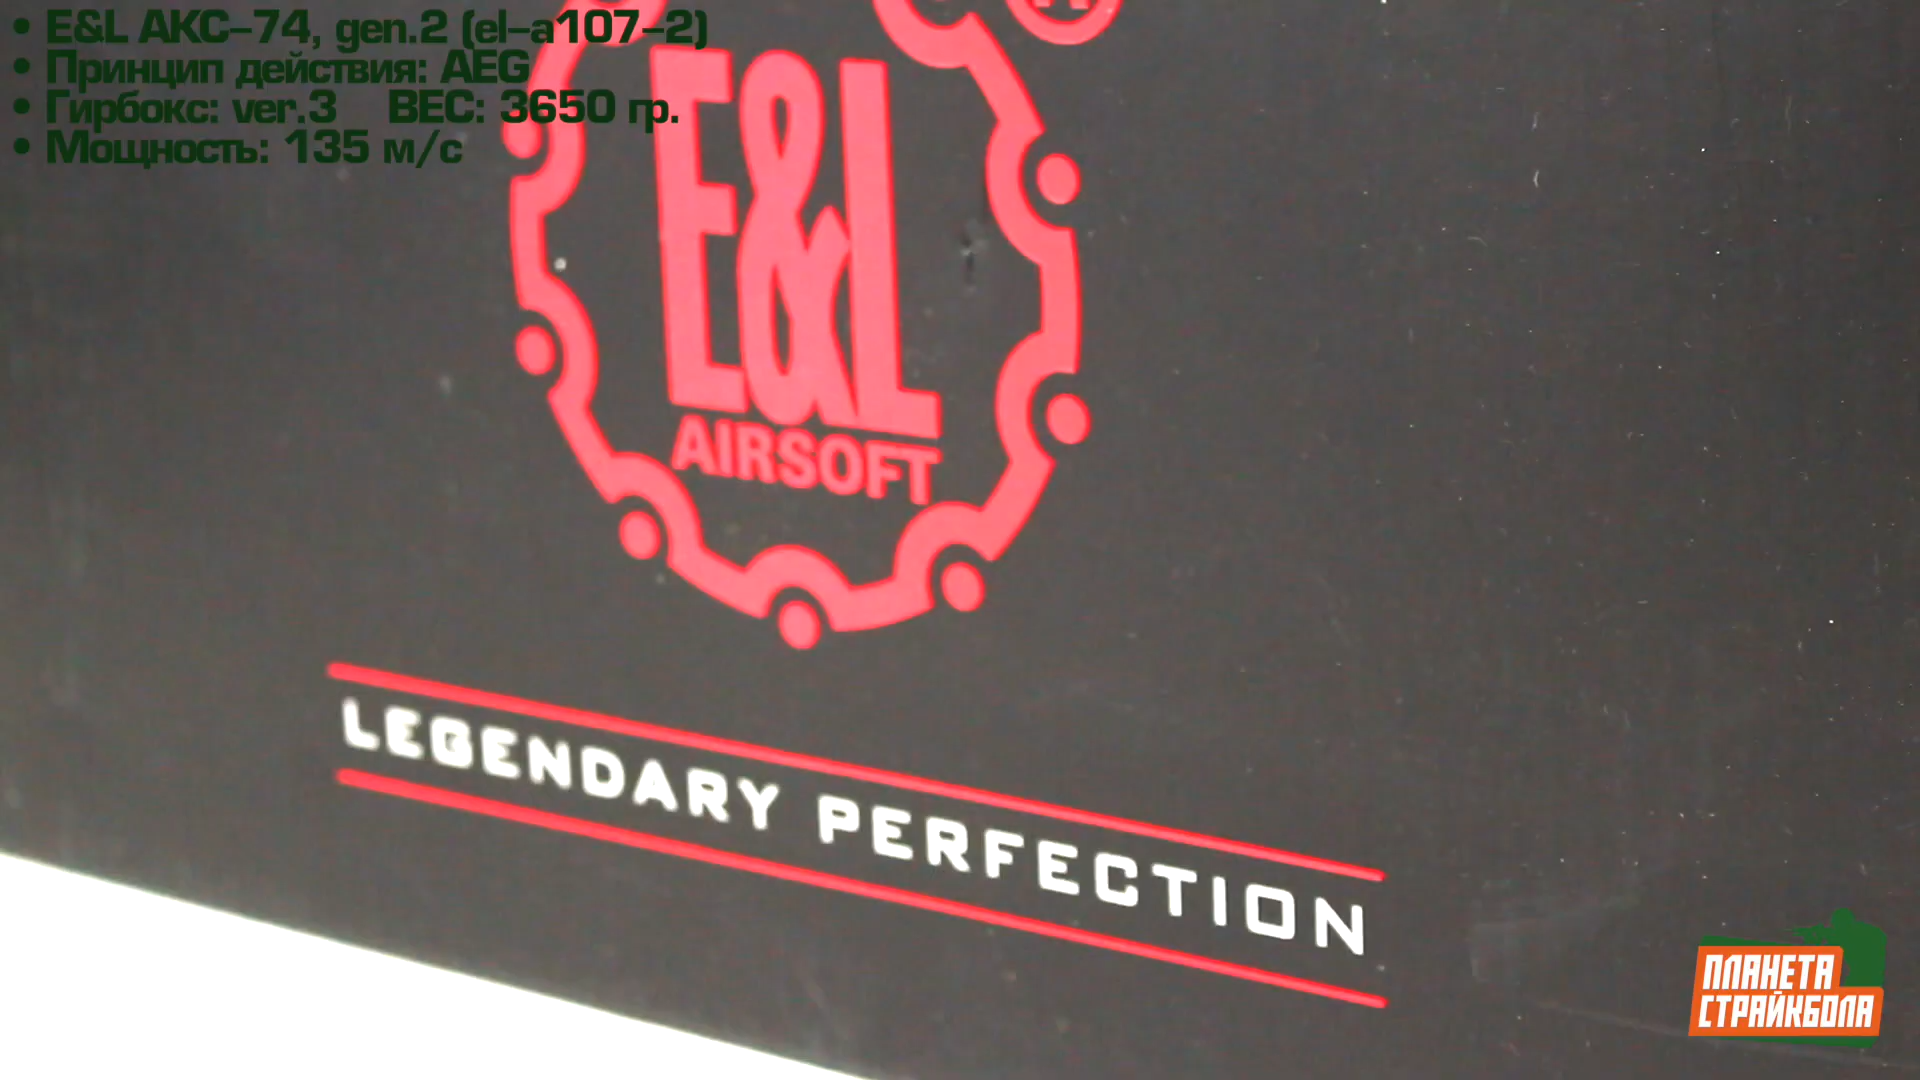 • E&L АКС-74, gen.2 (el-a107-2)
• Принцип действия: AEG
• Гирбокс: ver.3 ВЕС: 3650 гр.
• Мощность: 135 м/с
E&L
AIRSOFT
LEGENDARY PERFECTION
ПЛАНЕТА
СТРАЙКБОЛА